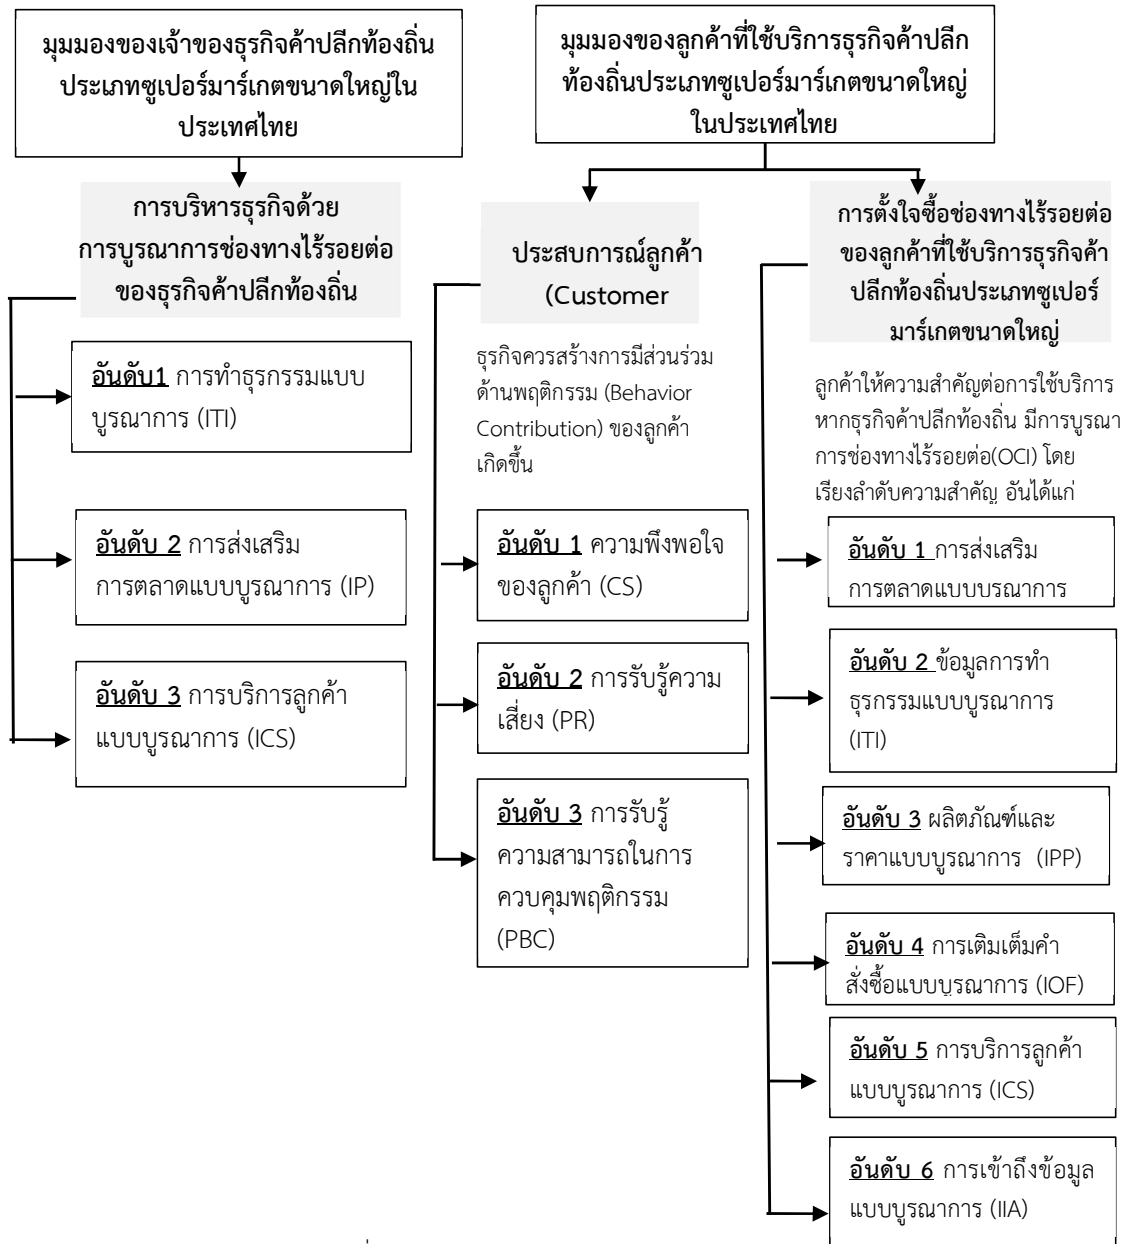 มุมมองของเจ้าของธุรกิจค้าปลีกท้องถิ่น
ประเภทซูเปอร์มาร์เกตขนาดใหญ่ใน
ประเทศไทย
การบริหารธุรกิจด้วย
การบูรณาการช่องทางไร้รอยต่อ
ของธุรกิจค้าปลีกท้องถิ่น
อันดับ1 การทำธุรกรรมแบบ
บูรณาการ (ITI)
อันดับ 2 การส่งเสริม
การตลาดแบบบูรณาการ (IP)
อันดับ 3 การบริการลูกค้า
แบบบูรณาการ (ICS)
มุมมองของลูกค้าที่ใช้บริการธุรกิจค้าปลีก
ท้องถิ่นประเภทซูเปอร์มาร์เกตขนาดใหญ่
ในประเทศไทย
ประสบการณ์ลูกค้า
(Customer
ธุรกิจควรสร้างการมีส่วนร่วม
ด้านพฤติกรรม (Behavior
Contribution) ของลูกค้า
เกิดขึ้น
อันดับ 1 ความพึงพอใจ
ของลูกค้า (CS)
อันดับ 2 การรับรู้ความ
เสี่ยง (PR)
อันดับ 3 การรับรู้
ความสามารถในการ
ควบคุมพฤติกรรม
(PBC)
การตั้งใจซื้อช่องทางไร้รอยต่อ
ของลูกค้าที่ใช้บริการธุรกิจค้า
ปลีกท้องถิ่นประเภทซูเปอร์
มาร์เกตขนาดใหญ่
ลูกค้าให้ความสำคัญต่อการใช้บริการ
หากธุรกิจค้าปลีกท้องถิ่น มีการบูรณา
การช่องทางไร้รอยต่อ(OCI) โดย
เรียงลำดับความสำคัญ อันได้แก่
อันดับ 1 การส่งเสริม
การตลาดแบบบูรณาการ
อันดับ 2 ข้อมูลการทำ
ธุรกรรมแบบบูรณาการ
(ITI)
อันดับ 3 ผลิตภัณฑ์และ
ราคาแบบบูรณาการ (IPP)
อันดับ 4 การเติมเต็มคำ
สั่งซื้อแบบบูรณาการ (IOF)
อันดับ 5 การบริการลูกค้า
แบบบูรณาการ (ICS)
อันดับ 6 การเข้าถึงข้อมูล
แบบบูรณาการ (IIA)